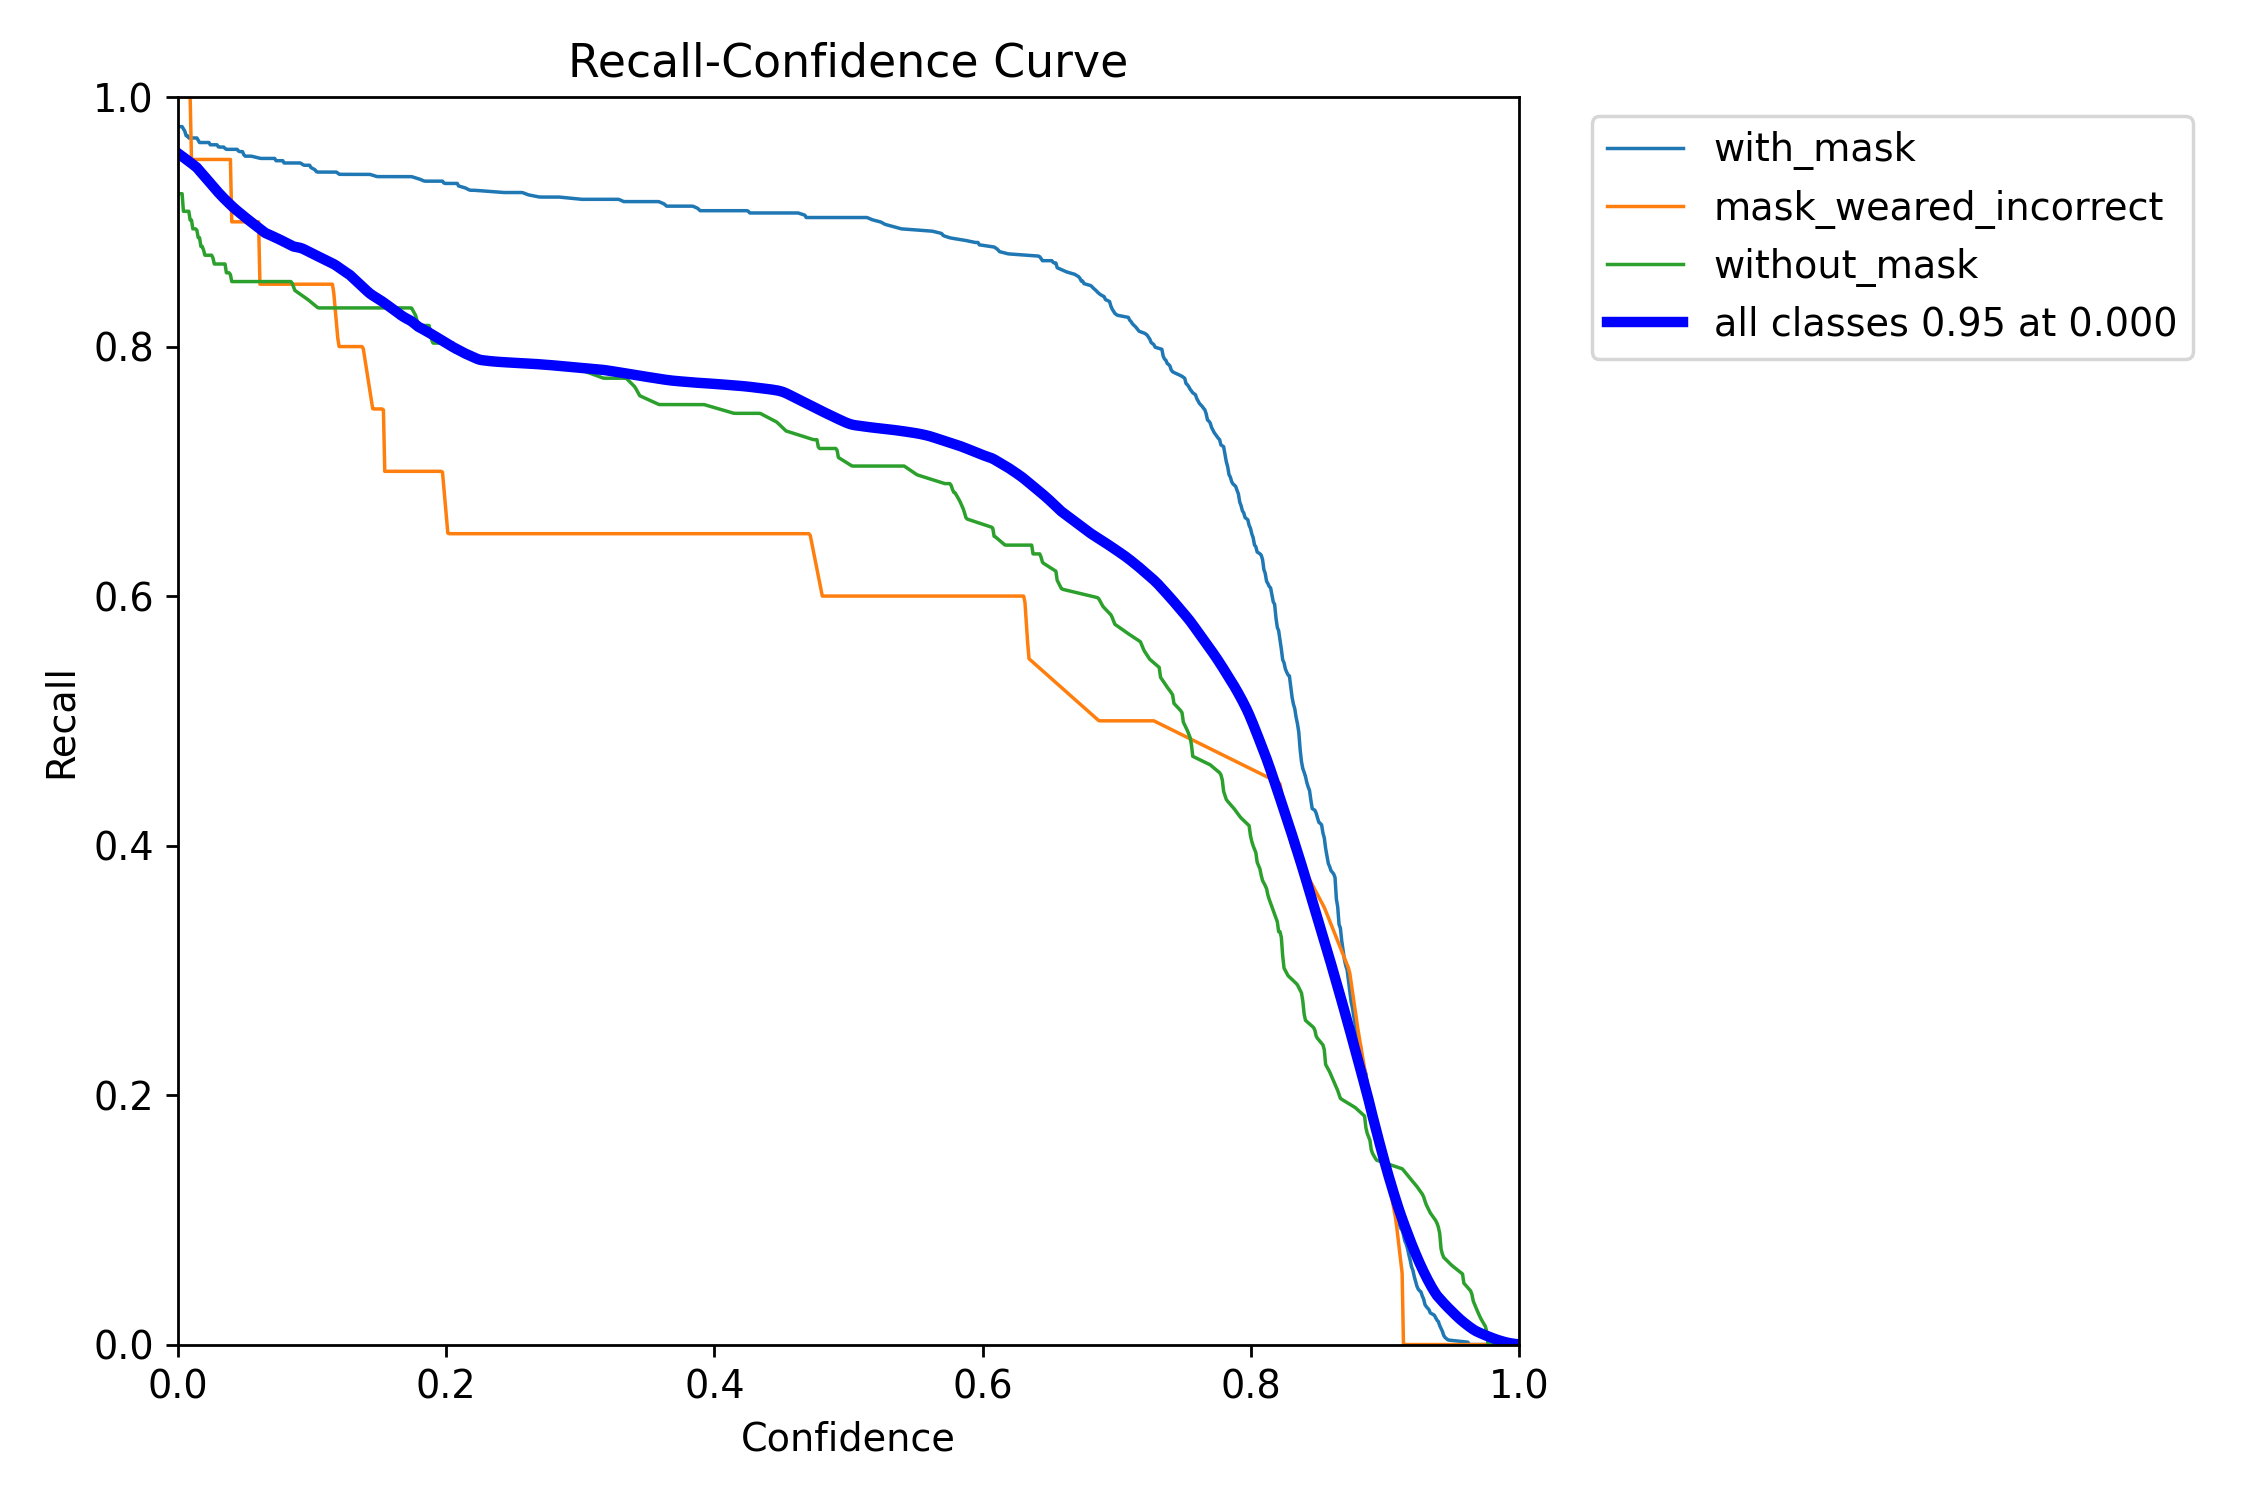 Recall-Confidence Curve
1.0
0.8
0.6
0.4
0.2
0.0
Recall
0.0 0.2 0.4 0.6 0.8 1.0
Confidence
with_mask
mask_weared_incorrect
without_mask
all classes 0.95 at 0.000